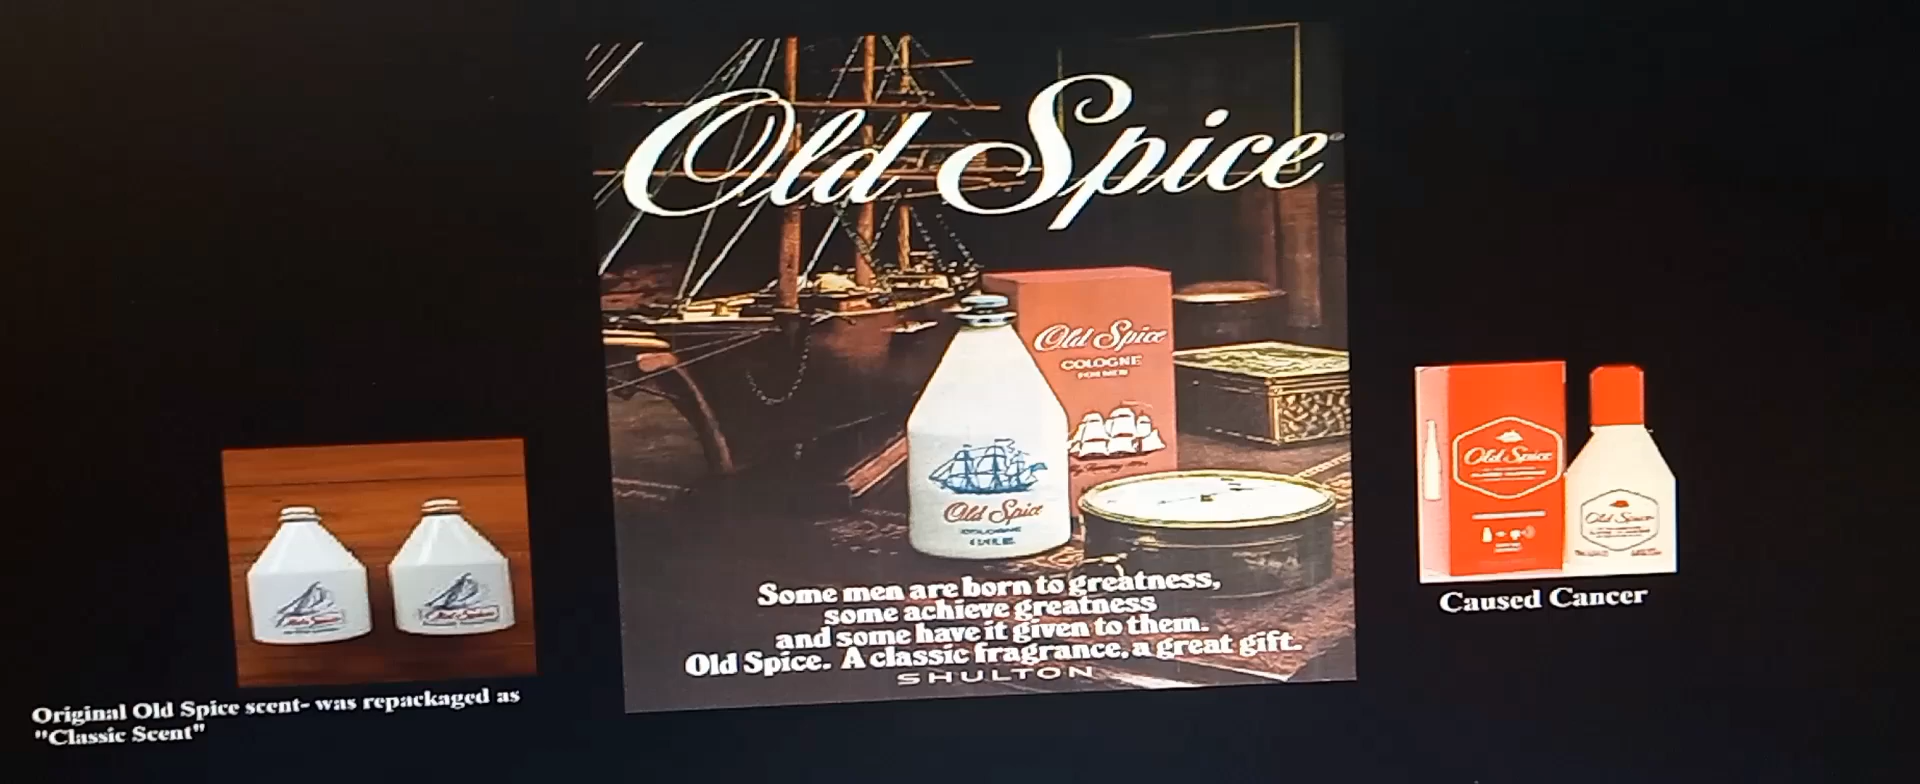 Old Spice
Old Spice
COLOGNE
FOR MEN
Old Spice
COLOGNE
Some men are born to greatness,
some achieve greatness
and some have it given to them.
Old Spice. A classic fragrance, a great gift.
SHULTON
Original Old Spice scent- was repackaged as
"Classic Scent"
Old Spice
Old Spice
Caused Cancer